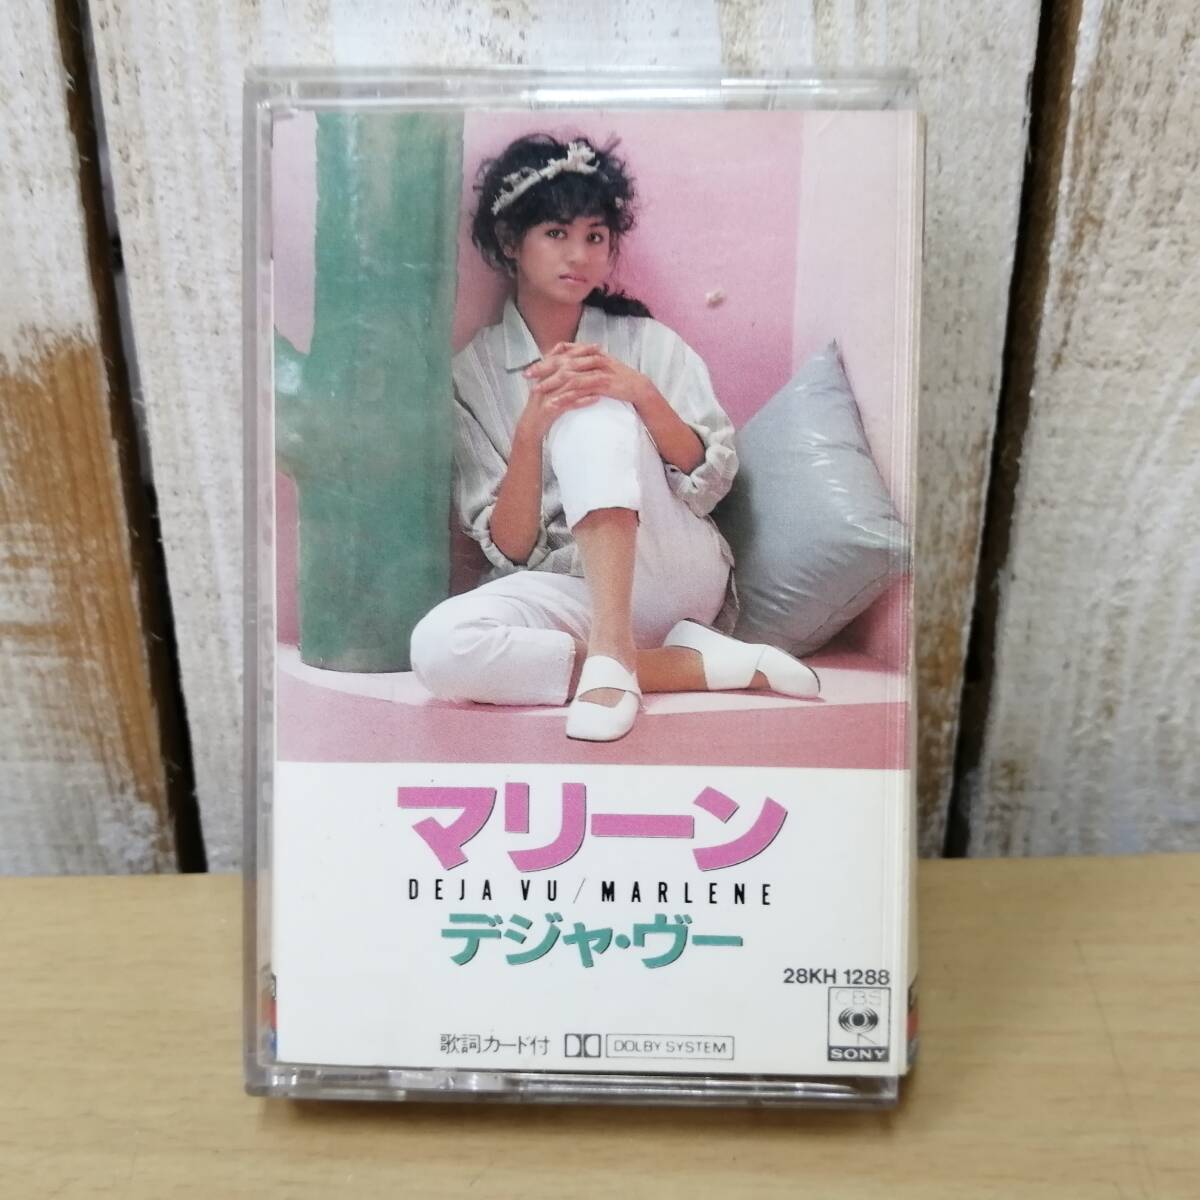 マリーン
DEJA VU / MARLENE
デジャ・ヴー
28KH 1288
CBS
SONY
歌詞カード付 DOLBY SYSTEM